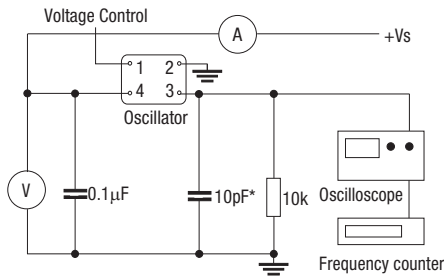 Voltage Control
A
+Vs
1 2
4 3
Oscillator
V
0.1µF
10pF*
10k
Oscilloscope
Frequency counter